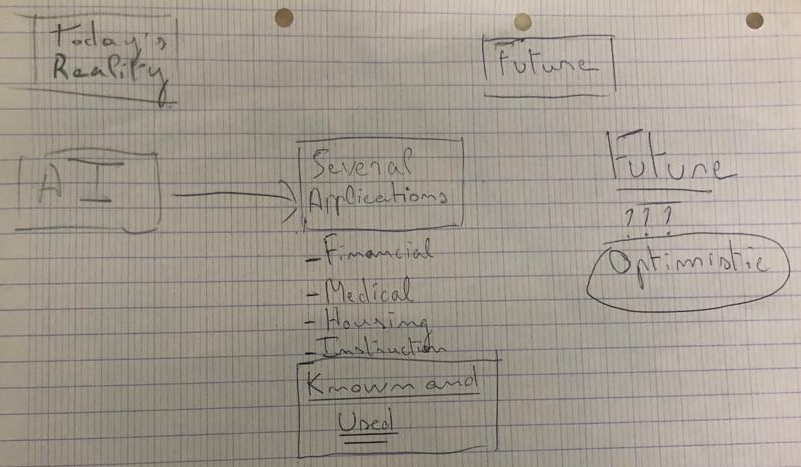 Today's
Reality
Future
AI
Several
Applications
- Financial
- Medical
- Housing
- Instruction
Known and
Used
Future
???
Optimistic